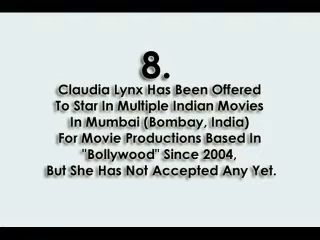 8.
Claudia Lynx Has Been Offered
To Star In Multiple Indian Movies
In Mumbai (Bombay, India)
For Movie Productions Based In
"Bollywood" Since 2004,
But She Has Not Accepted Any Yet.